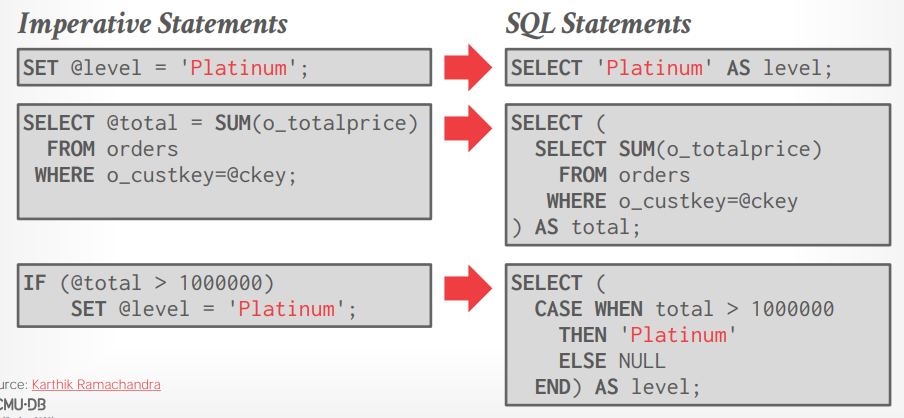 Imperative Statements
SQL Statements
SET @level = 'Platinum';
SELECT 'Platinum' AS level;
SELECT @total = SUM(o_totalprice)
FROM orders
WHERE o_custkey=@ckey;
SELECT (
SELECT SUM(o_totalprice)
FROM orders
WHERE o_custkey=@ckey
) AS total;
IF (@total > 1000000)
SET @level = 'Platinum';
SELECT (
CASE WHEN total > 1000000
THEN 'Platinum'
ELSE NULL
END) AS level;
urce: Karthik Ramachandra
CMU·DB